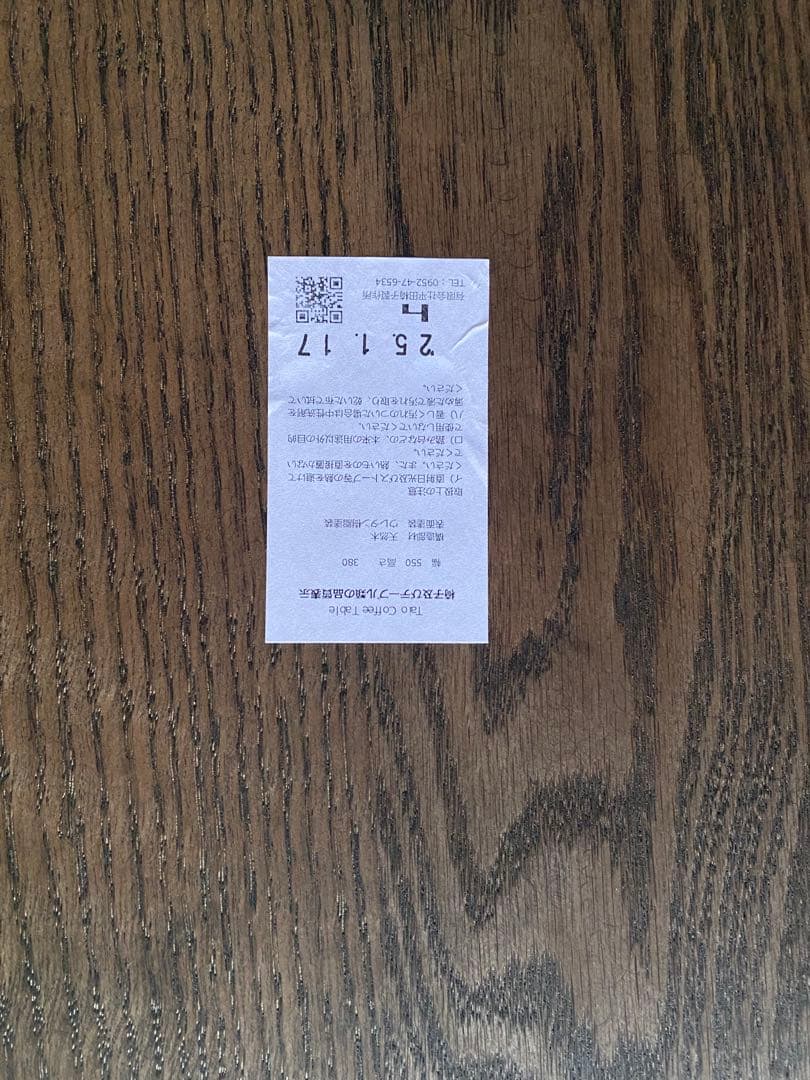 Tao Coffee Table
椅子及びテーブル類の品質表示
幅 550 高さ 380
構造部材 天然木
表面塗装 ウレタン樹脂塗装
取扱上の注意
イ）直射日光及びストーブ等の熱を避けて
ください。また、熱いものを直接置かない
でください。
ロ）踏み台などの、本来の用途以外の目的
で使用しないでください。
ハ）著しく汚れのついた場合は中性洗剤を
薄めた液で汚れを取り、乾いた布で拭いて
ください。
'25. 1. 17
有限会社平田椅子製作所
TEL：0952-47-6534